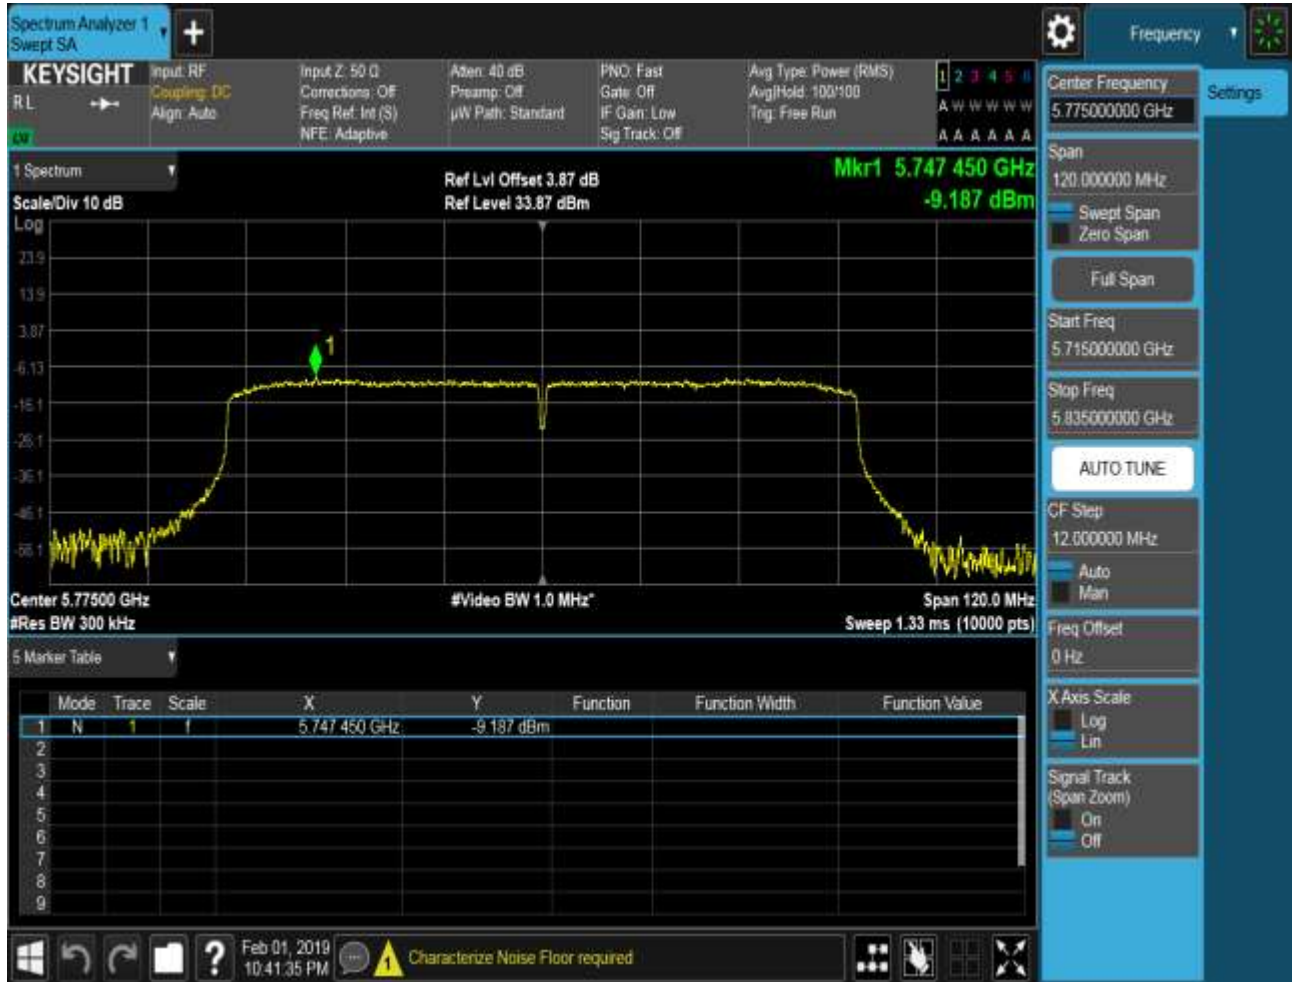 Spectrum Analyzer 1
Swept SA
+
Frequency
KEYSIGHT
RL
Input: RF
Coupling: DC
Align: Auto
Input Z: 50 Ω
Corrections: Off
Freq Ref: Int (S)
NFE: Adaptive
Atten: 40 dB
Preamp: Off
µW Path: Standard
PNO: Fast
Gate: Off
IF Gain: Low
Sig Track: Off
Avg Type: Power (RMS)
Avg|Hold: 100/100
Trig: Free Run
1 2 3 4 5 6
A W W W W W
A A A A A A
1 Spectrum
Scale/Div 10 dB
Ref Lvl Offset 3.87 dB
Ref Level 33.87 dBm
Mkr1 5.747 450 GHz
-9.187 dBm
Log
23.9
13.9
3.87
-6.13
-16.1
-26.1
-36.1
-46.1
-56.1
1
Center 5.77500 GHz
#Res BW 300 kHz
#Video BW 1.0 MHz*
Span 120.0 MHz
Sweep 1.33 ms (10000 pts)
5 Marker Table
Mode Trace Scale X Y Function Function Width Function Value
1 N 1 f 5.747 450 GHz -9.187 dBm
2
3
4
5
6
7
8
9
Feb 01, 2019
10:41:35 PM
?
1
Characterize Noise Floor required
Center Frequency
5.775000000 GHz
Settings
Span
120.000000 MHz
Swept Span
Zero Span
Full Span
Start Freq
5.715000000 GHz
Stop Freq
5.835000000 GHz
AUTO TUNE
CF Step
12.000000 MHz
Auto
Man
Freq Offset
0 Hz
X Axis Scale
Log
Lin
Signal Track
(Span Zoom)
On
Off